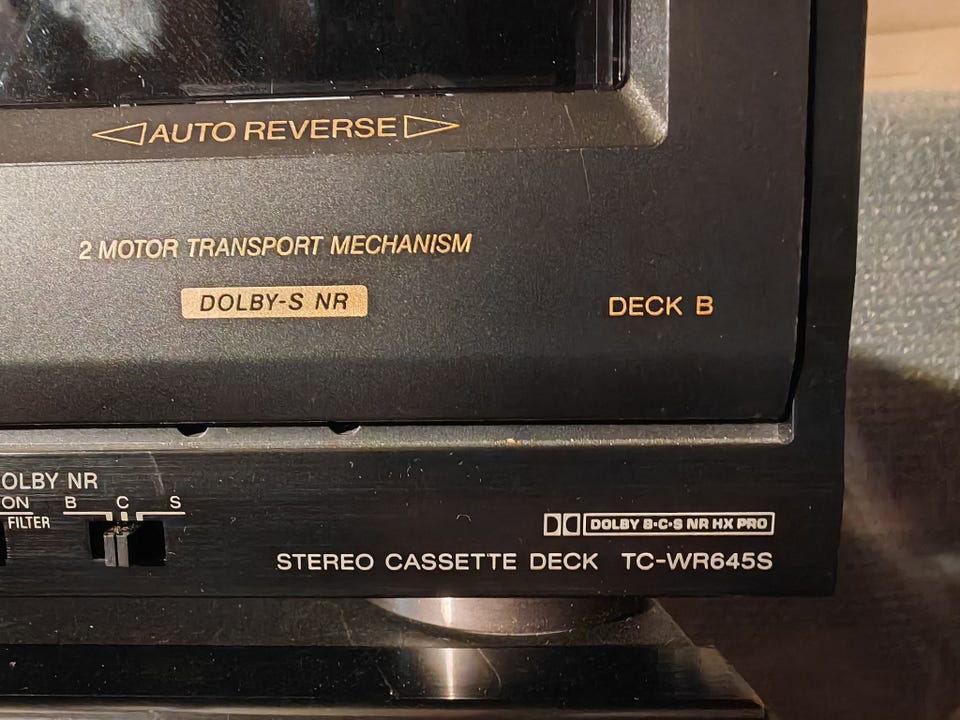 AUTO REVERSE
2 MOTOR TRANSPORT MECHANISM
DOLBY-S NR
DECK B
OLBY NR
ON B C S
FILTER
DOLBY B·C·S NR HX PRO
STEREO CASSETTE DECK TC-WR645S